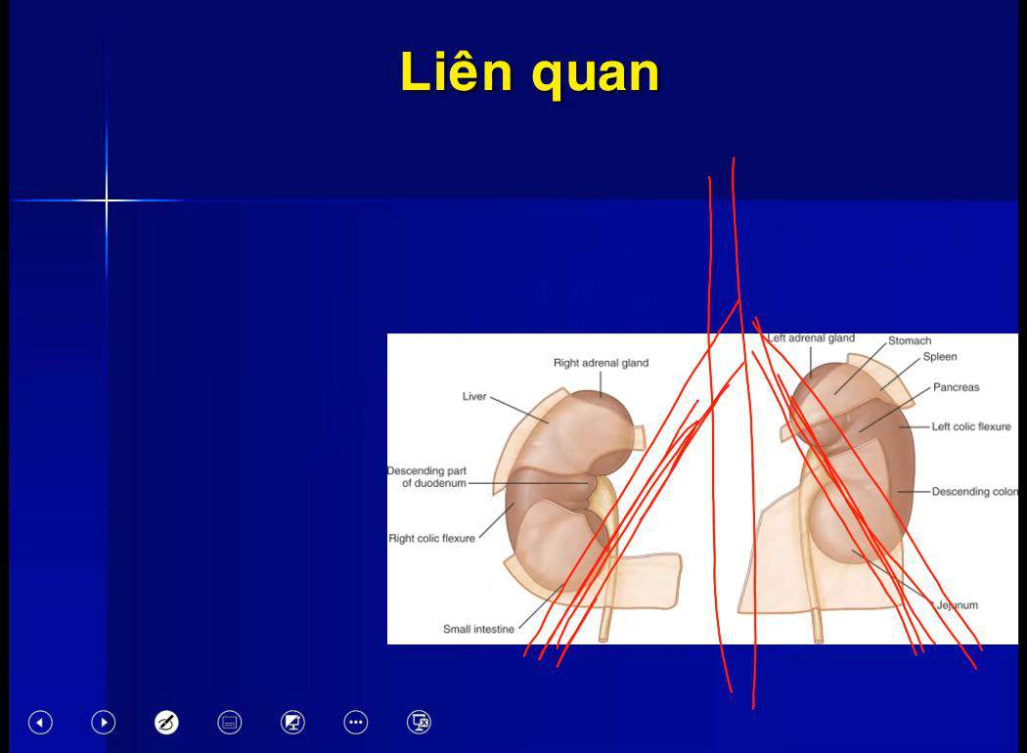 Liên quan
Right adrenal gland
Liver
Descending part
of duodenum
Right colic flexure
Small intestine
Left adrenal gland
Stomach
Spleen
Pancreas
Left colic flexure
Descending colon
Jejunum